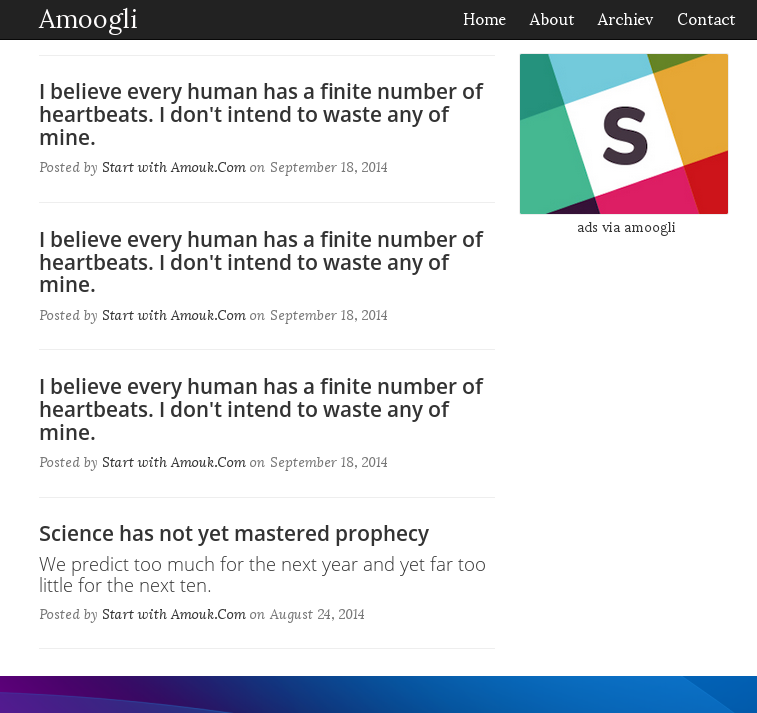 Amoogli
Home About Archiev Contact
I believe every human has a finite number of
heartbeats. I don't intend to waste any of
mine.
Posted by Start with Amouk.Com on September 18, 2014
I believe every human has a finite number of
heartbeats. I don't intend to waste any of
mine.
Posted by Start with Amouk.Com on September 18, 2014
I believe every human has a finite number of
heartbeats. I don't intend to waste any of
mine.
Posted by Start with Amouk.Com on September 18, 2014
Science has not yet mastered prophecy
We predict too much for the next year and yet far too
little for the next ten.
Posted by Start with Amouk.Com on August 24, 2014
S
ads via amoogli